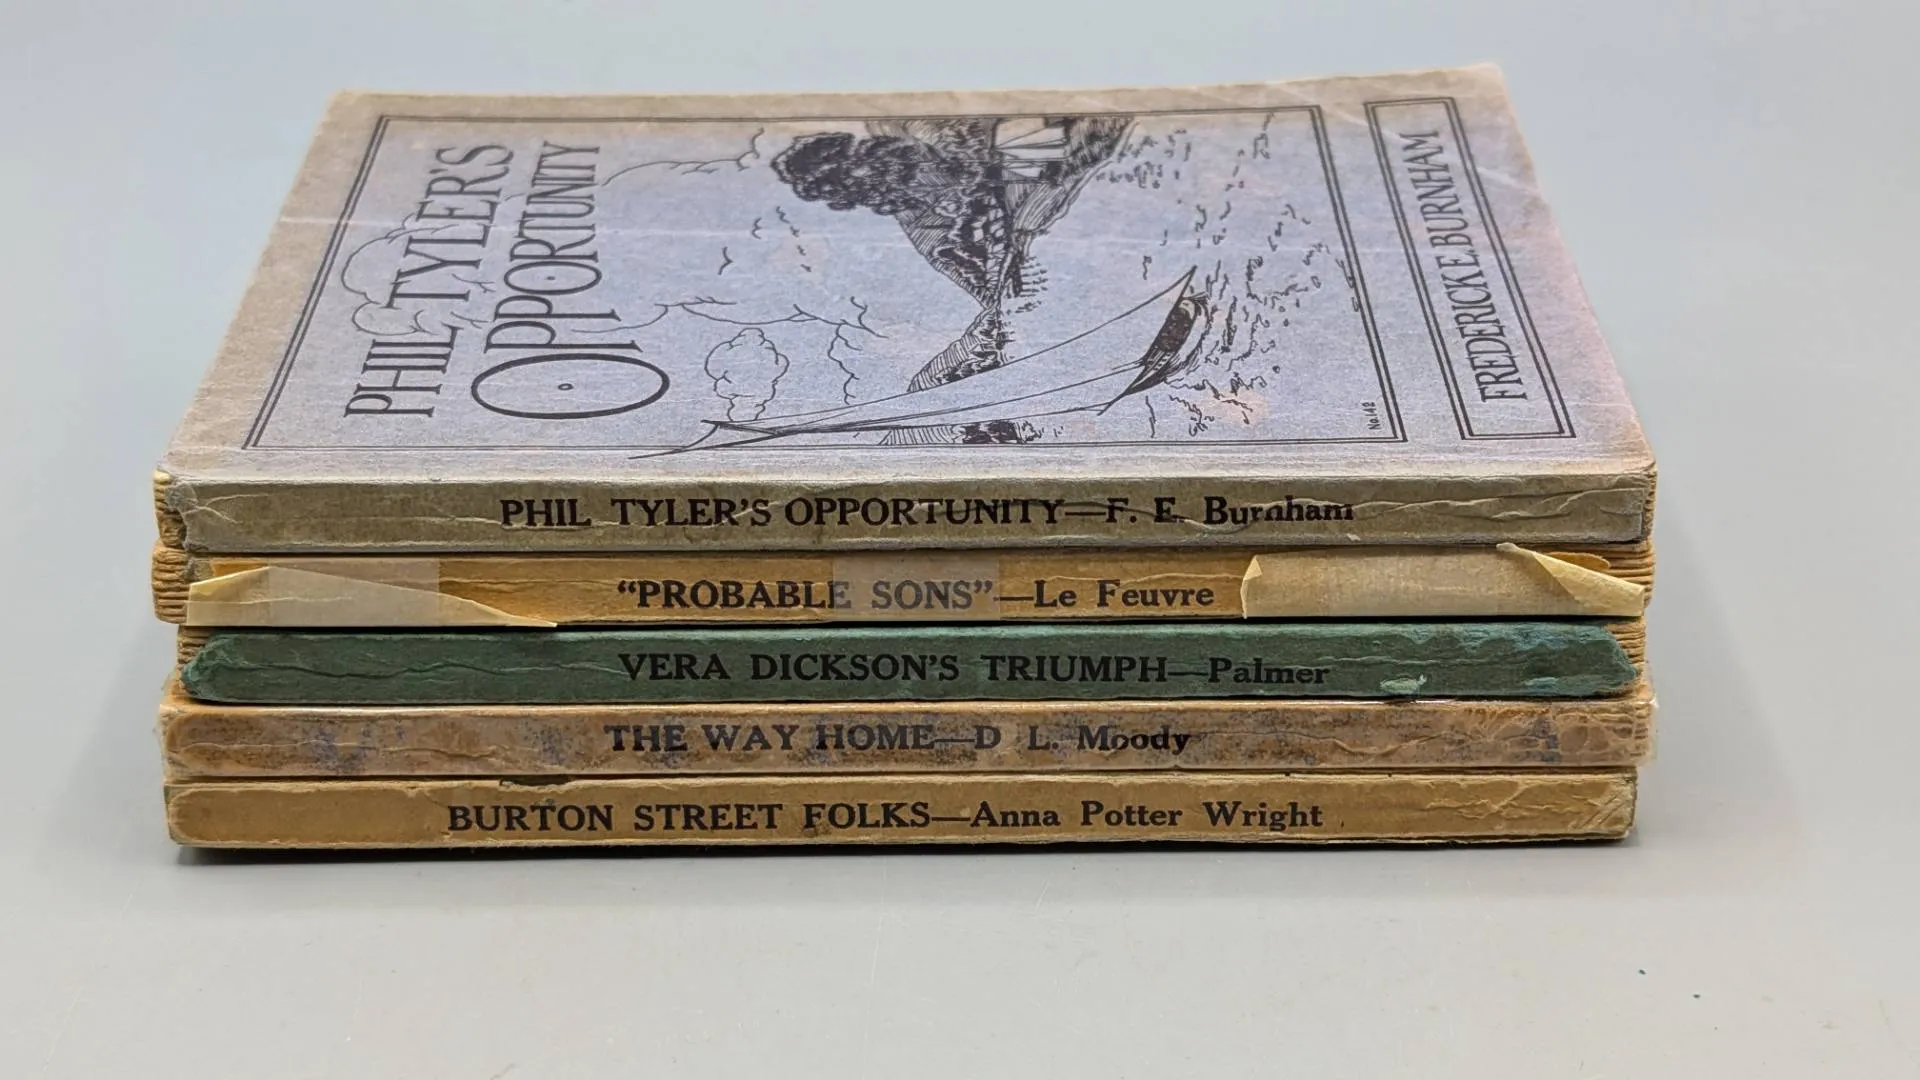 PHIL TYLER'S
OPPORTUNITY
No. 142
FREDERICK E. BURNHAM
PHIL TYLER'S OPPORTUNITY—F. E. Burnham
"PROBABLE SONS"—Le Feuvre
VERA DICKSON'S TRIUMPH—Palmer
THE WAY HOME—D L. Moody
BURTON STREET FOLKS—Anna Potter Wright